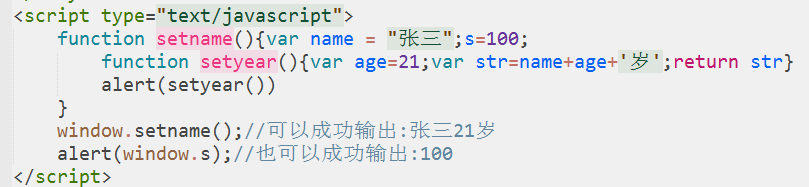 <script type="text/javascript">
function setname(){var name = "张三";s=100;
function setyear(){var age=21;var str=name+age+'岁';return str}
alert(setyear())
}
window.setname();//可以成功输出:张三21岁
alert(window.s);//也可以成功输出:100
</script>